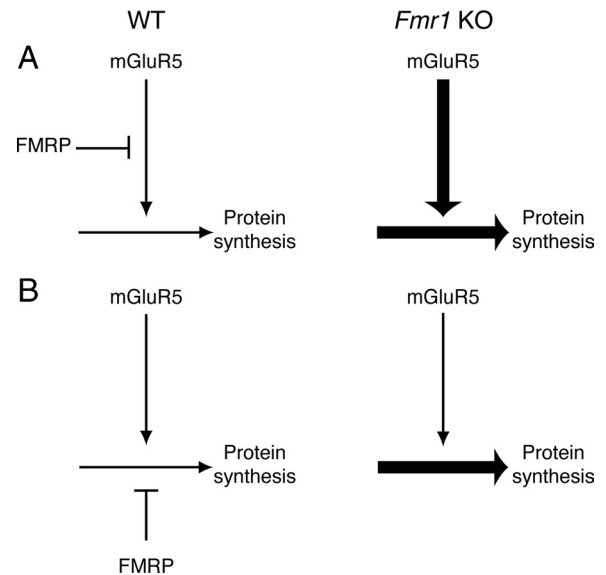 WT
Fmr1 KO
A
mGluR5
mGluR5
FMRP
Protein
synthesis
Protein
synthesis
B
mGluR5
mGluR5
Protein
synthesis
Protein
synthesis
FMRP